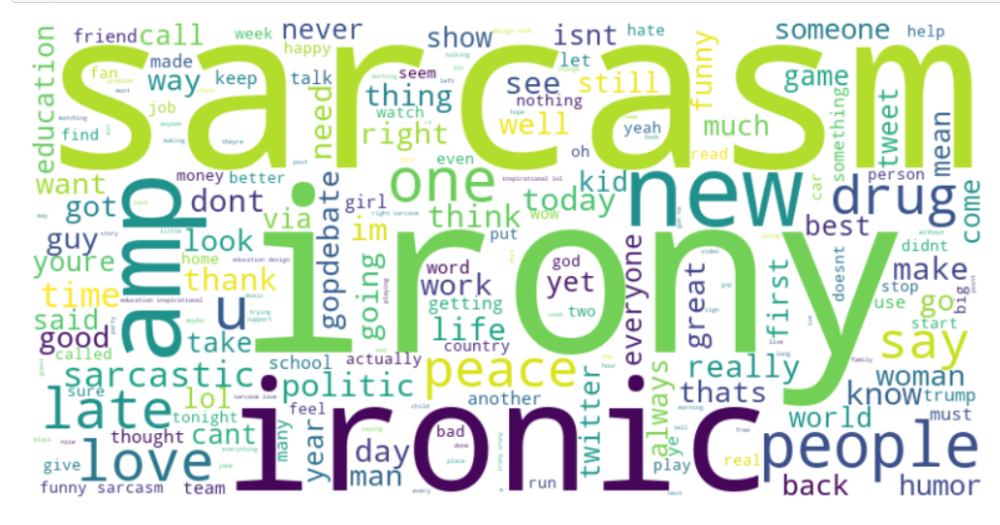 friend call week never show isnt hate someone help
sarcasm
education fan made way keep happy talk seem thing let see still funny game tweet mean
job need watch nothing well yeah much something
find right read
want money better even oh car person
got dont via girl one think today kid wow new drug come
guy look im put best didnt
youre home thank amp irony god yet doesnt make
time u gopdebate going word work everyone great first stop use go big
said getting two start
good take life say
called school actually country
sarcastic politic peace really
late sure lol tonight feel another twitter always thats know woman trump
love thought cant many year ironic day bad world must
give man ye play real people
funny sarcasm team run back humor
education design
education inspirational
inspirational lol
right sarcasm
sarcasm love